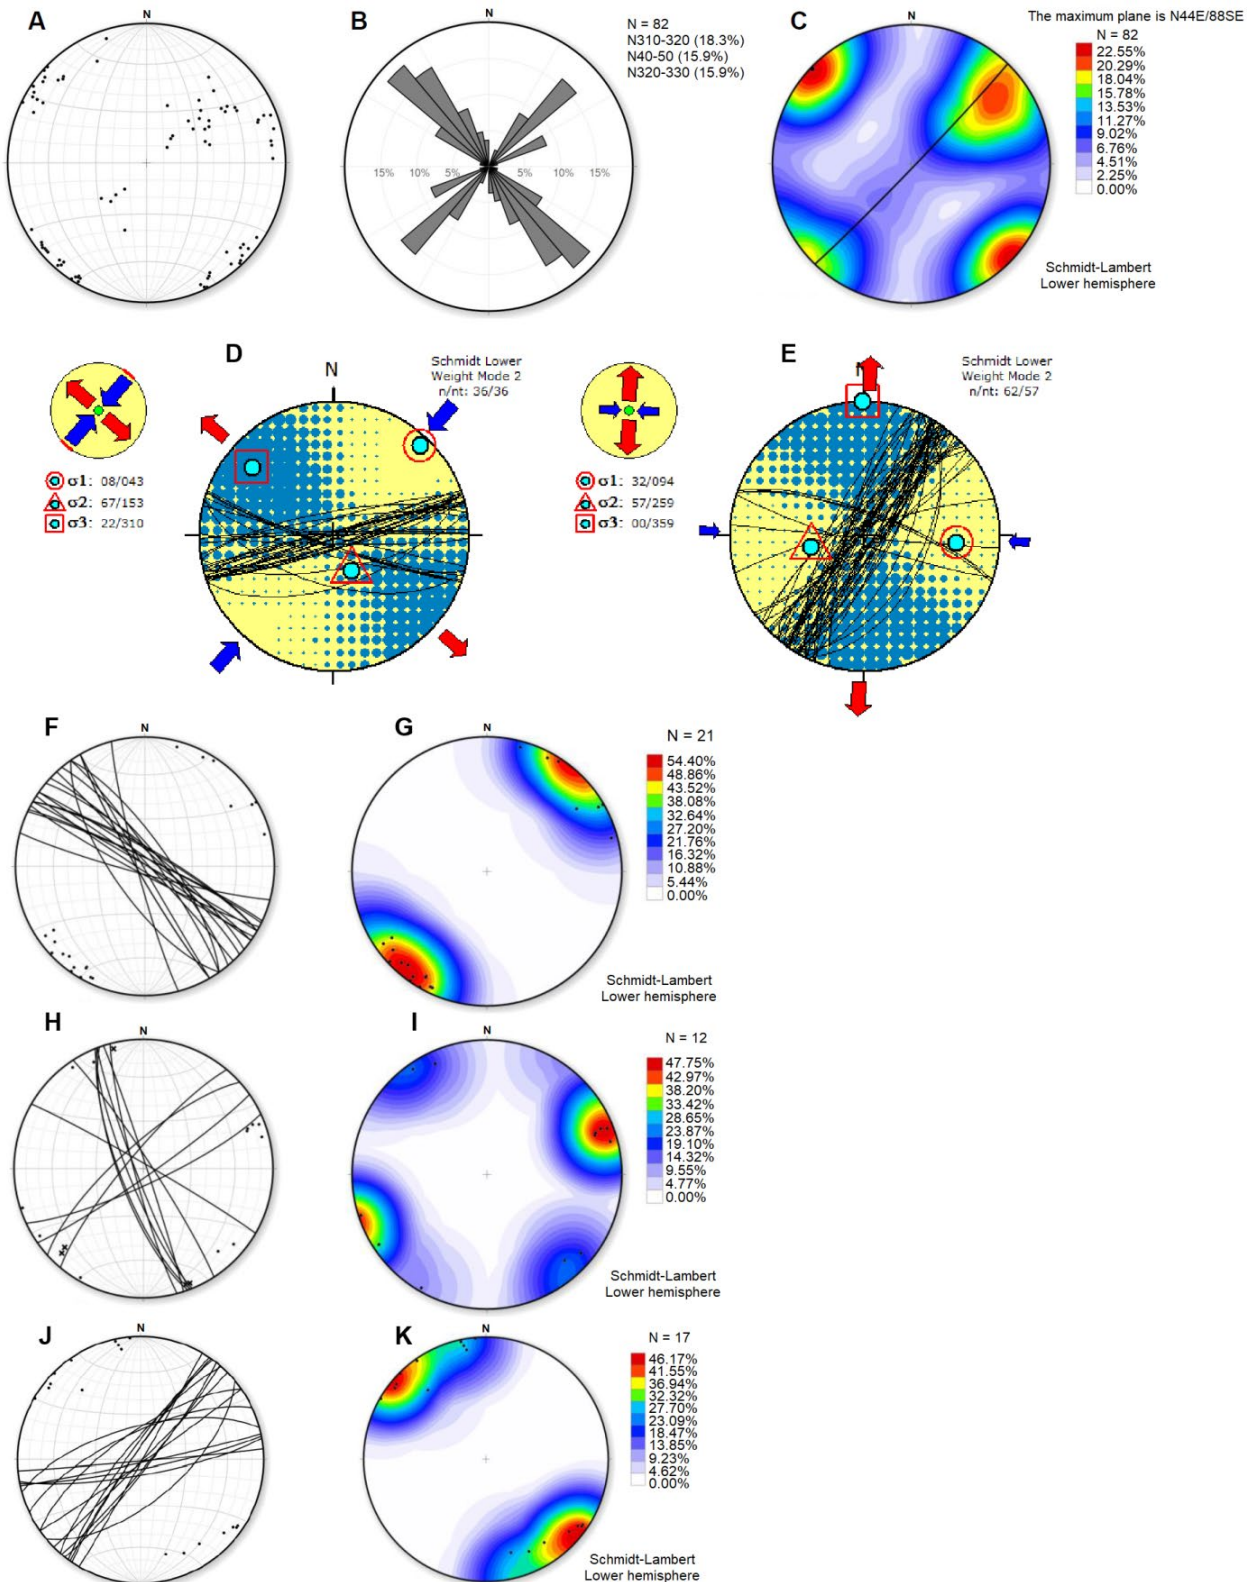 A
N
B
N
N = 82
N310-320 (18.3%)
N40-50 (15.9%)
N320-330 (15.9%)
15% 10% 5% 5% 10% 15%
C
N
The maximum plane is N44E/88SE
N = 82
22.55%
20.29%
18.04%
15.78%
13.53%
11.27%
9.02%
6.76%
4.51%
2.25%
0.00%
Schmidt-Lambert
Lower hemisphere
D
N
Schmidt Lower
Weight Mode 2
n/nt: 36/36
σ1: 08/043
σ2: 67/153
σ3: 22/310
E
N
Schmidt Lower
Weight Mode 2
n/nt: 62/57
σ1: 32/094
σ2: 57/259
σ3: 00/359
F
N
G
N
N = 21
54.40%
48.86%
43.52%
38.08%
32.64%
27.20%
21.76%
16.32%
10.88%
5.44%
0.00%
Schmidt-Lambert
Lower hemisphere
H
N
I
N
N = 12
47.75%
42.97%
38.20%
33.42%
28.65%
23.87%
19.10%
14.32%
9.55%
4.77%
0.00%
Schmidt-Lambert
Lower hemisphere
J
N
K
N
N = 17
46.17%
41.55%
36.94%
32.32%
27.70%
23.09%
18.47%
13.85%
9.23%
4.62%
0.00%
Schmidt-Lambert
Lower hemisphere